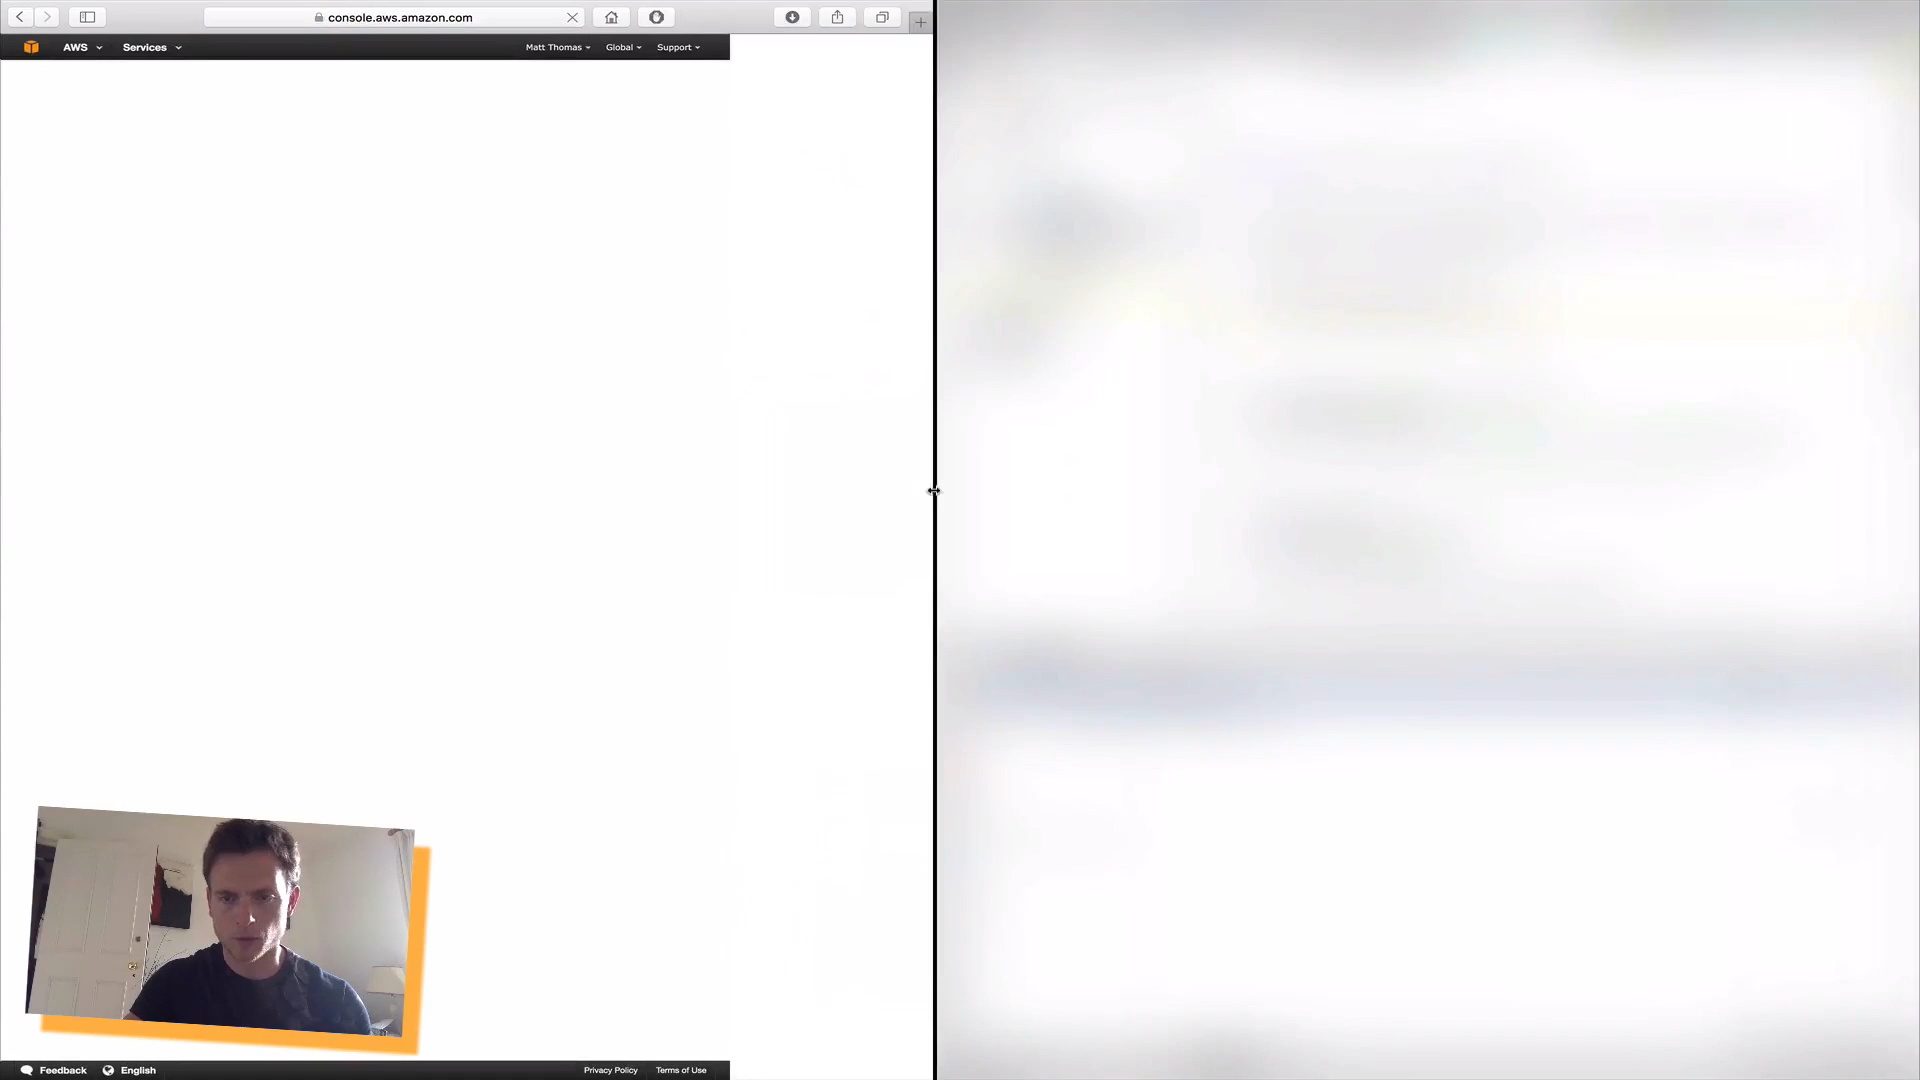 console.aws.amazon.com
AWS Services Matt Thomas Global Support
Feedback English Privacy Policy Terms of Use